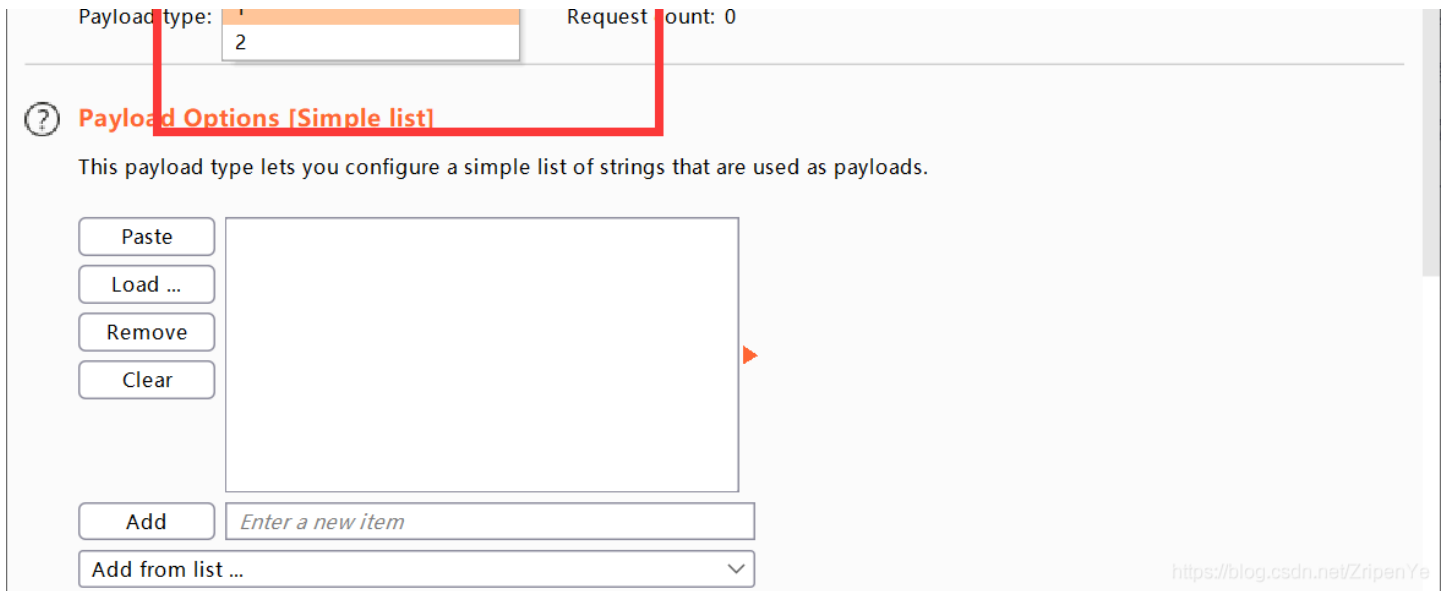 Payload type: 1 Request count: 0
2
Payload Options [Simple list]
This payload type lets you configure a simple list of strings that are used as payloads.
Paste
Load ...
Remove
Clear
Add Enter a new item
Add from list ...
https://blog.csdn.net/ZripenYe